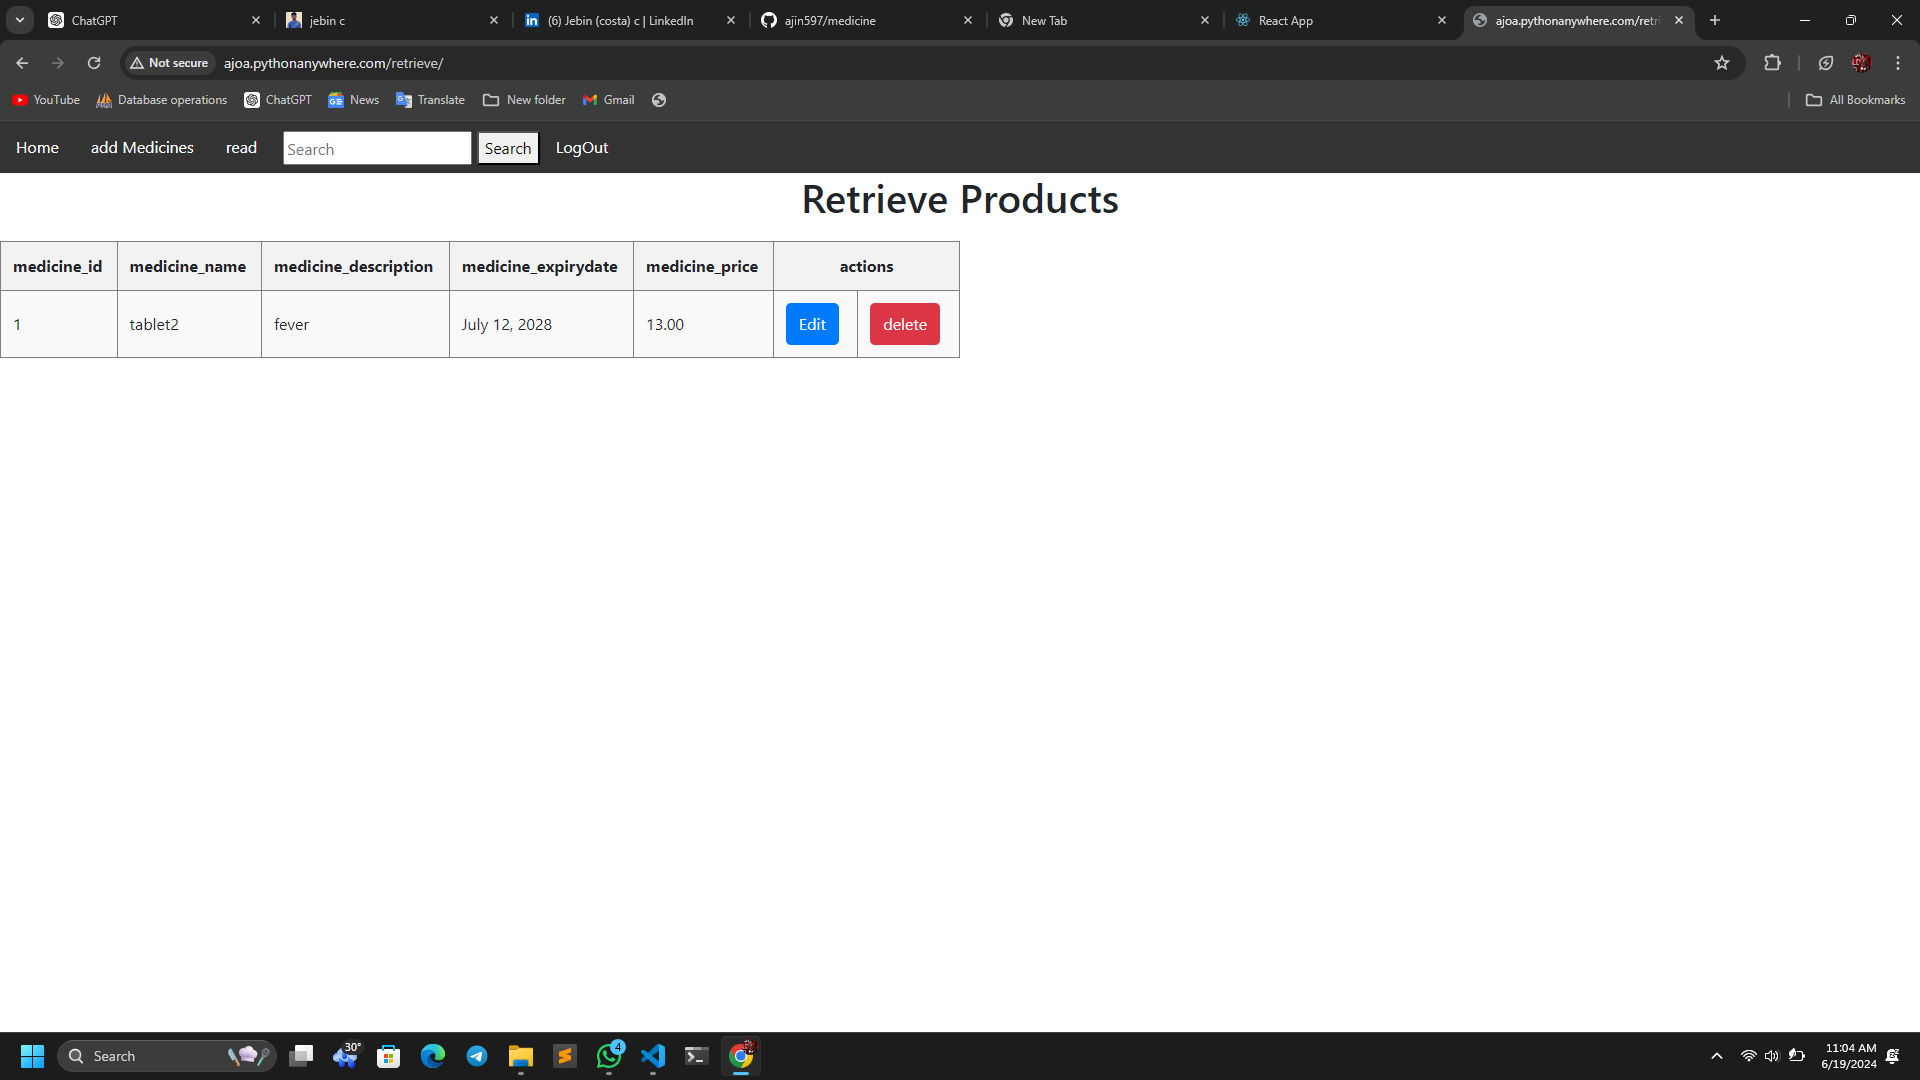 ChatGPT jebin c (6) Jebin (costa) c | LinkedIn ajin597/medicine New Tab React App ajoa.pythonanywhere.com/retri
Not secure ajoa.pythonanywhere.com/retrieve/
YouTube Database operations ChatGPT News Translate New folder Gmail All Bookmarks
Home add Medicines read Search Search LogOut
Retrieve Products
medicine_id medicine_name medicine_description medicine_expirydate medicine_price actions
1 tablet2 fever July 12, 2028 13.00 Edit delete
Search 30° 4 11:04 AM
6/19/2024